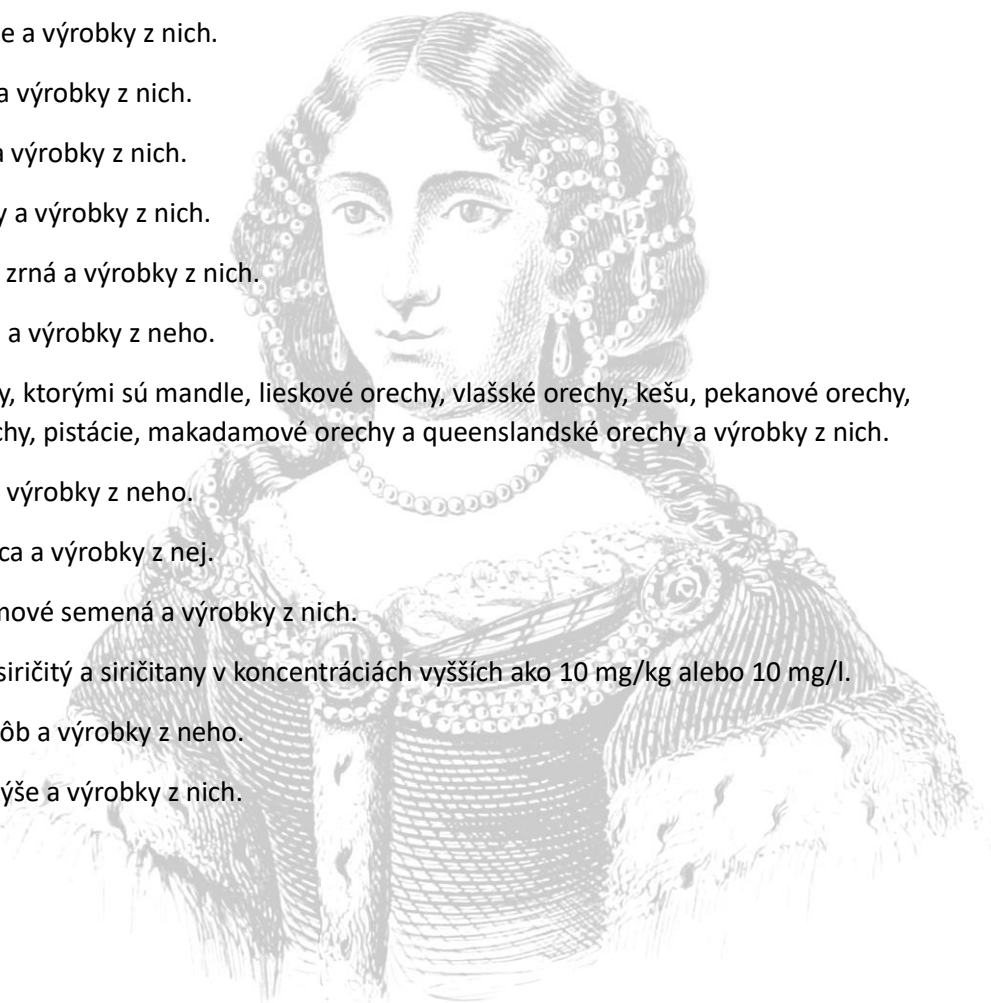 e a výrobky z nich.
a výrobky z nich.
a výrobky z nich.
y a výrobky z nich.
zrná a výrobky z nich.
a výrobky z neho.
y, ktorými sú mandle, lieskové orechy, vlašské orechy, kešu, pekanové orechy,
chy, pistácie, makadamové orechy a queenslandské orechy a výrobky z nich.
výrobky z neho.
ca a výrobky z nej.
mové semená a výrobky z nich.
siričitý a siričitany v koncentráciách vyšších ako 10 mg/kg alebo 10 mg/l.
ôb a výrobky z neho.
ýše a výrobky z nich.